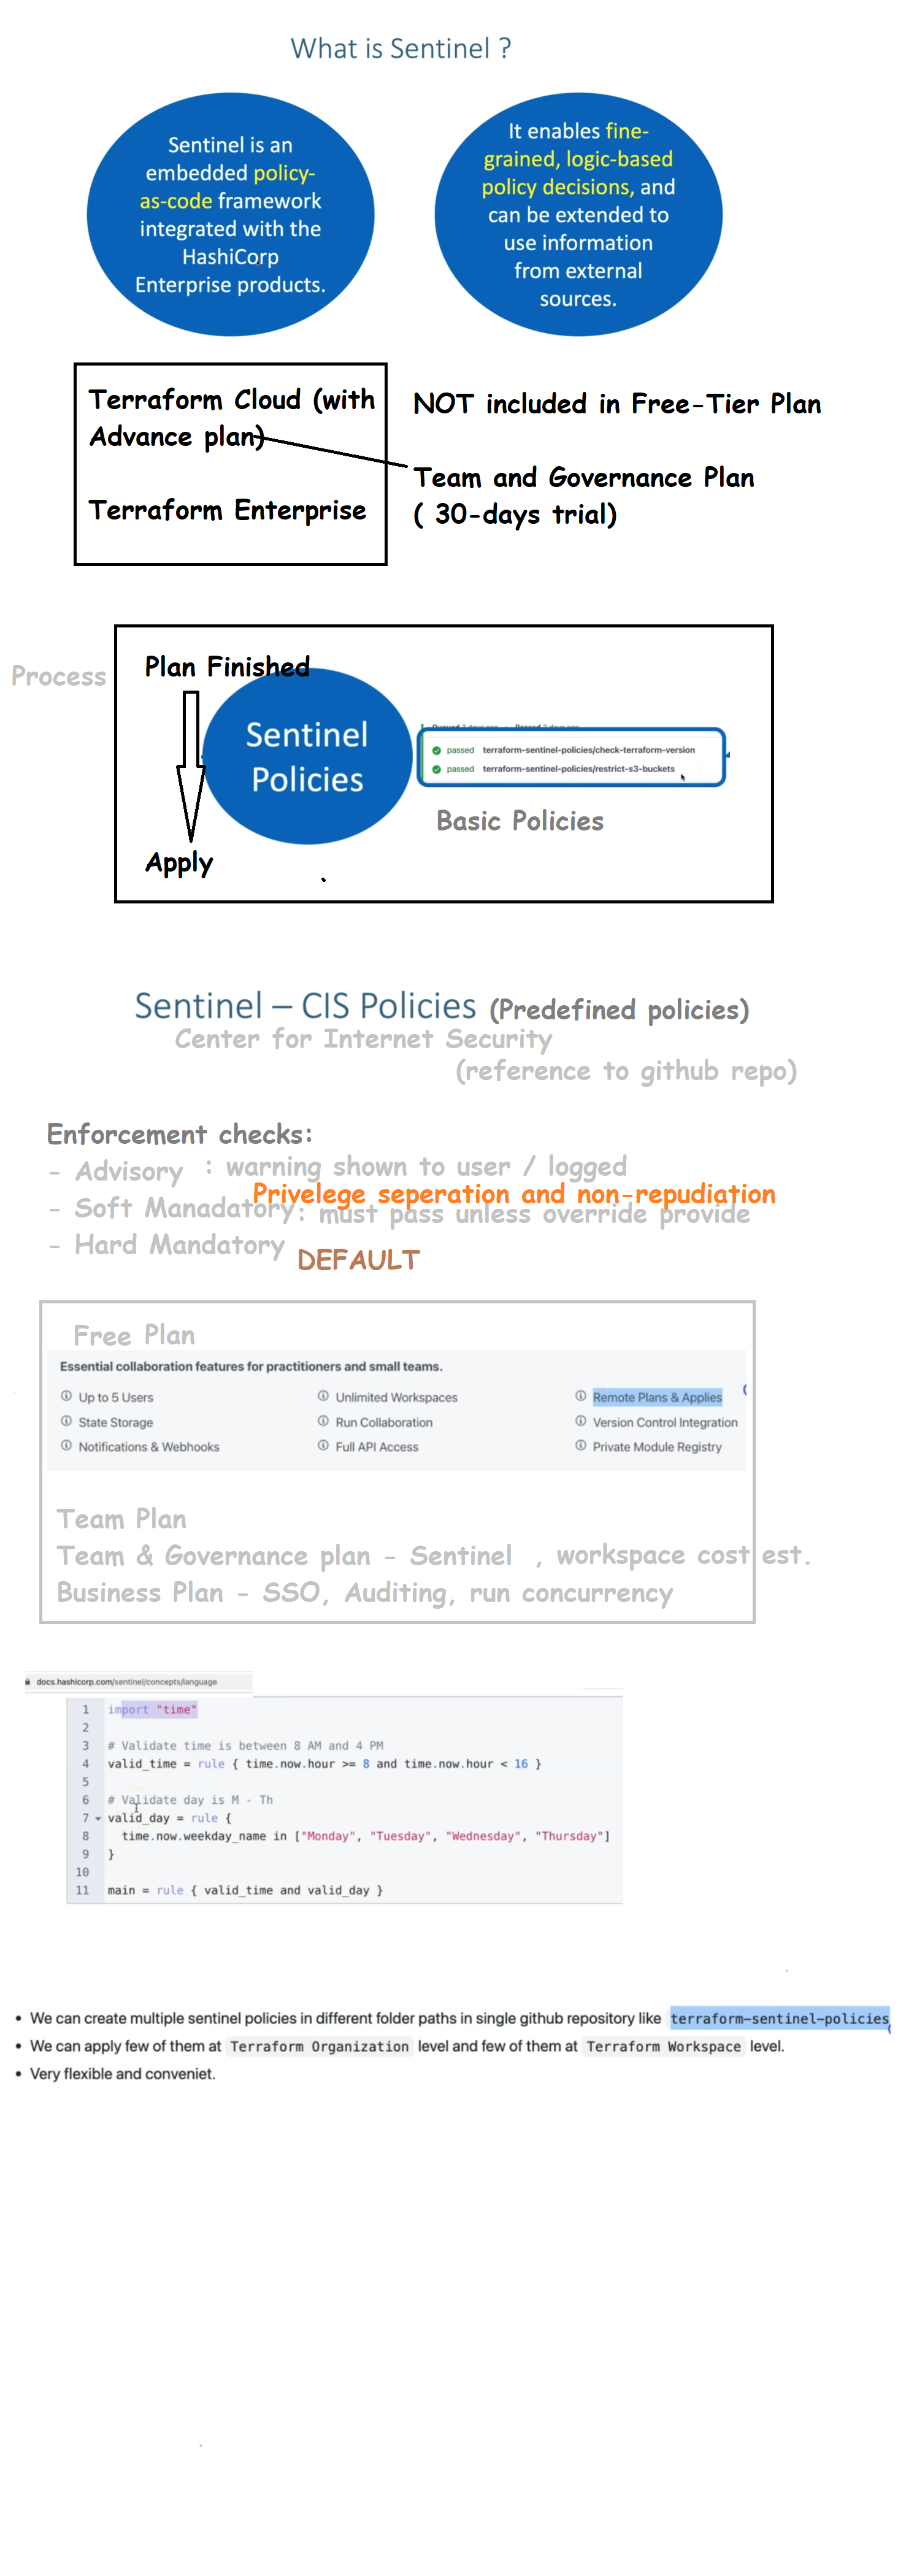 What is Sentinel ?
Sentinel is an
embedded policy-
as-code framework
integrated with the
HashiCorp
Enterprise products.
It enables fine-
grained, logic-based
policy decisions, and
can be extended to
use information
from external
sources.
Terraform Cloud (with
Advance plan)
Terraform Enterprise
NOT included in Free-Tier Plan
Team and Governance Plan
( 30-days trial)
Process
Plan Finished
Sentinel
Policies
Apply
passed terraform-sentinel-policies/check-terraform-version
passed terraform-sentinel-policies/restrict-s3-buckets
Basic Policies
Sentinel – CIS Policies (Predefined policies)
Center for Internet Security
(reference to github repo)
Enforcement checks:
- Advisory : warning shown to user / logged
Privelege seperation and non-repudiation
- Soft Manadatory: must pass unless override provide
- Hard Mandatory
DEFAULT
Free Plan
Essential collaboration features for practitioners and small teams.
Up to 5 Users Unlimited Workspaces Remote Plans & Applies
State Storage Run Collaboration Version Control Integration
Notifications & Webhooks Full API Access Private Module Registry
Team Plan
Team & Governance plan - Sentinel , workspace cost est.
Business Plan - SSO, Auditing, run concurrency
docs.hashicorp.com/sentinel/concepts/language
1 import "time"
2
3 # Validate time is between 8 AM and 4 PM
4 valid_time = rule { time.now.hour >= 8 and time.now.hour < 16 }
5
6 # Validate day is M - Th
7 valid_day = rule {
8 time.now.weekday_name in ["Monday", "Tuesday", "Wednesday", "Thursday"]
9 }
10
11 main = rule { valid_time and valid_day }
• We can create multiple sentinel policies in different folder paths in single github repository like terraform-sentinel-policies
• We can apply few of them at Terraform Organization level and few of them at Terraform Workspace level.
• Very flexible and conveniet.